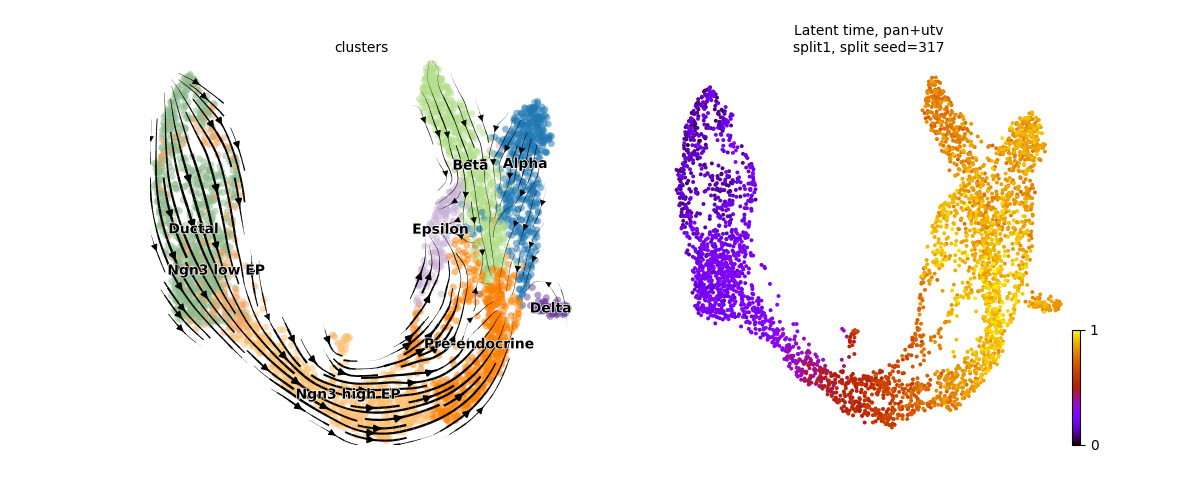 clusters
Beta
Alpha
Ductal
Epsilon
Ngn3 low EP
Delta
Pre-endocrine
Ngn3 high EP
Latent time, pan+utv
split1, split seed=317
1
0